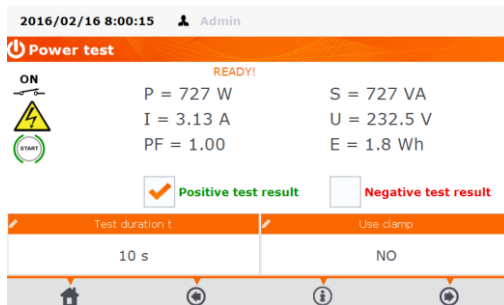 2016/02/16 8:00:15 Admin
Power test
READY!
ON
P = 727 W S = 727 VA
I = 3.13 A U = 232.5 V
START
PF = 1.00 E = 1.8 Wh
Positive test result Negative test result
Test duration t Use clamp
10 s NO